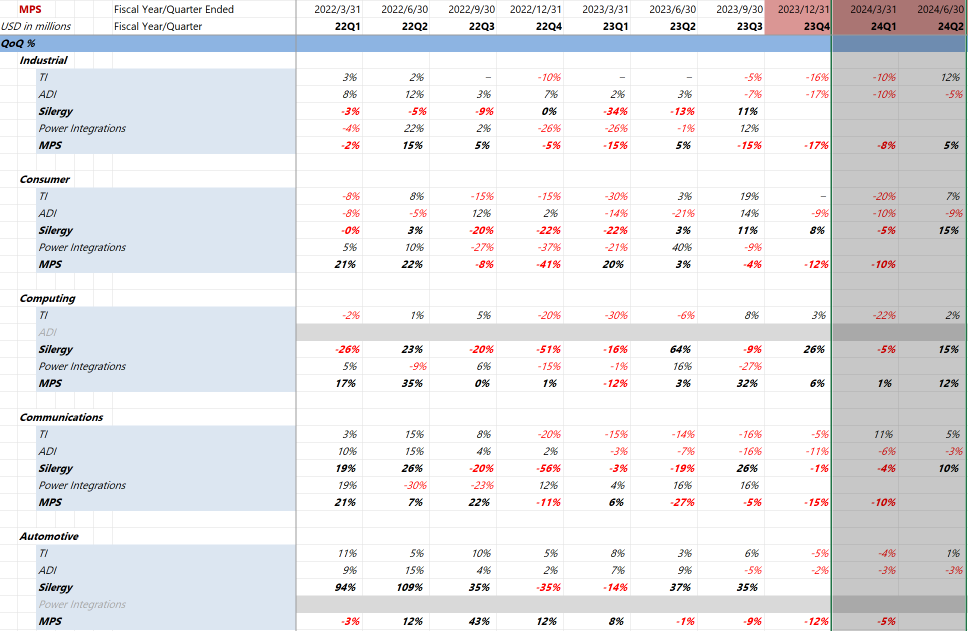 MPS Fiscal Year/Quarter Ended 2022/3/31 2022/6/30 2022/9/30 2022/12/31 2023/3/31 2023/6/30 2023/9/30 2023/12/31 2024/3/31 2024/6/30
USD in millions Fiscal Year/Quarter 22Q1 22Q2 22Q3 22Q4 23Q1 23Q2 23Q3 23Q4 24Q1 24Q2
QoQ %
Industrial
TI 3% 2% – -10% – – -5% -16% -10% 12%
ADI 8% 12% 3% 7% 2% 3% -7% -17% -10% -5%
Silergy -3% -5% -9% 0% -34% -13% 11%
Power Integrations -4% 22% 2% -26% -26% -1% 12%
MPS -2% 15% 5% -5% -15% 5% -15% -17% -8% 5%
Consumer
TI -8% 8% -15% -15% -30% 3% 19% – -20% 7%
ADI -8% -5% 12% 2% -14% -21% 14% -9% -10% -9%
Silergy -0% 3% -20% -22% -22% 3% 11% 8% -5% 15%
Power Integrations 5% 10% -27% -37% -21% 40% -9%
MPS 21% 22% -8% -41% 20% 3% -4% -12% -10%
Computing
TI -2% 1% 5% -20% -30% -6% 8% 3% -22% 2%
ADI
Silergy -26% 23% -20% -51% -16% 64% -9% 26% -5% 15%
Power Integrations 5% -9% 6% -15% -1% 16% -27%
MPS 17% 35% 0% 1% -12% 3% 32% 6% 1% 12%
Communications
TI 3% 15% 8% -20% -15% -14% -16% -5% 11% 5%
ADI 10% 15% 4% 2% -3% -7% -16% -11% -6% -3%
Silergy 19% 26% -20% -56% -3% -19% 26% -1% -4% 10%
Power Integrations 19% -30% -23% 12% 4% 16% 16%
MPS 21% 7% 22% -11% 6% -27% -5% -15% -10%
Automotive
TI 11% 5% 10% 5% 8% 3% 6% -5% -4% 1%
ADI 9% 15% 4% 2% 7% 9% -5% -2% -3% -3%
Silergy 94% 109% 35% -35% -14% 37% 35%
Power Integrations
MPS -3% 12% 43% 12% 8% -1% -9% -12% -5%